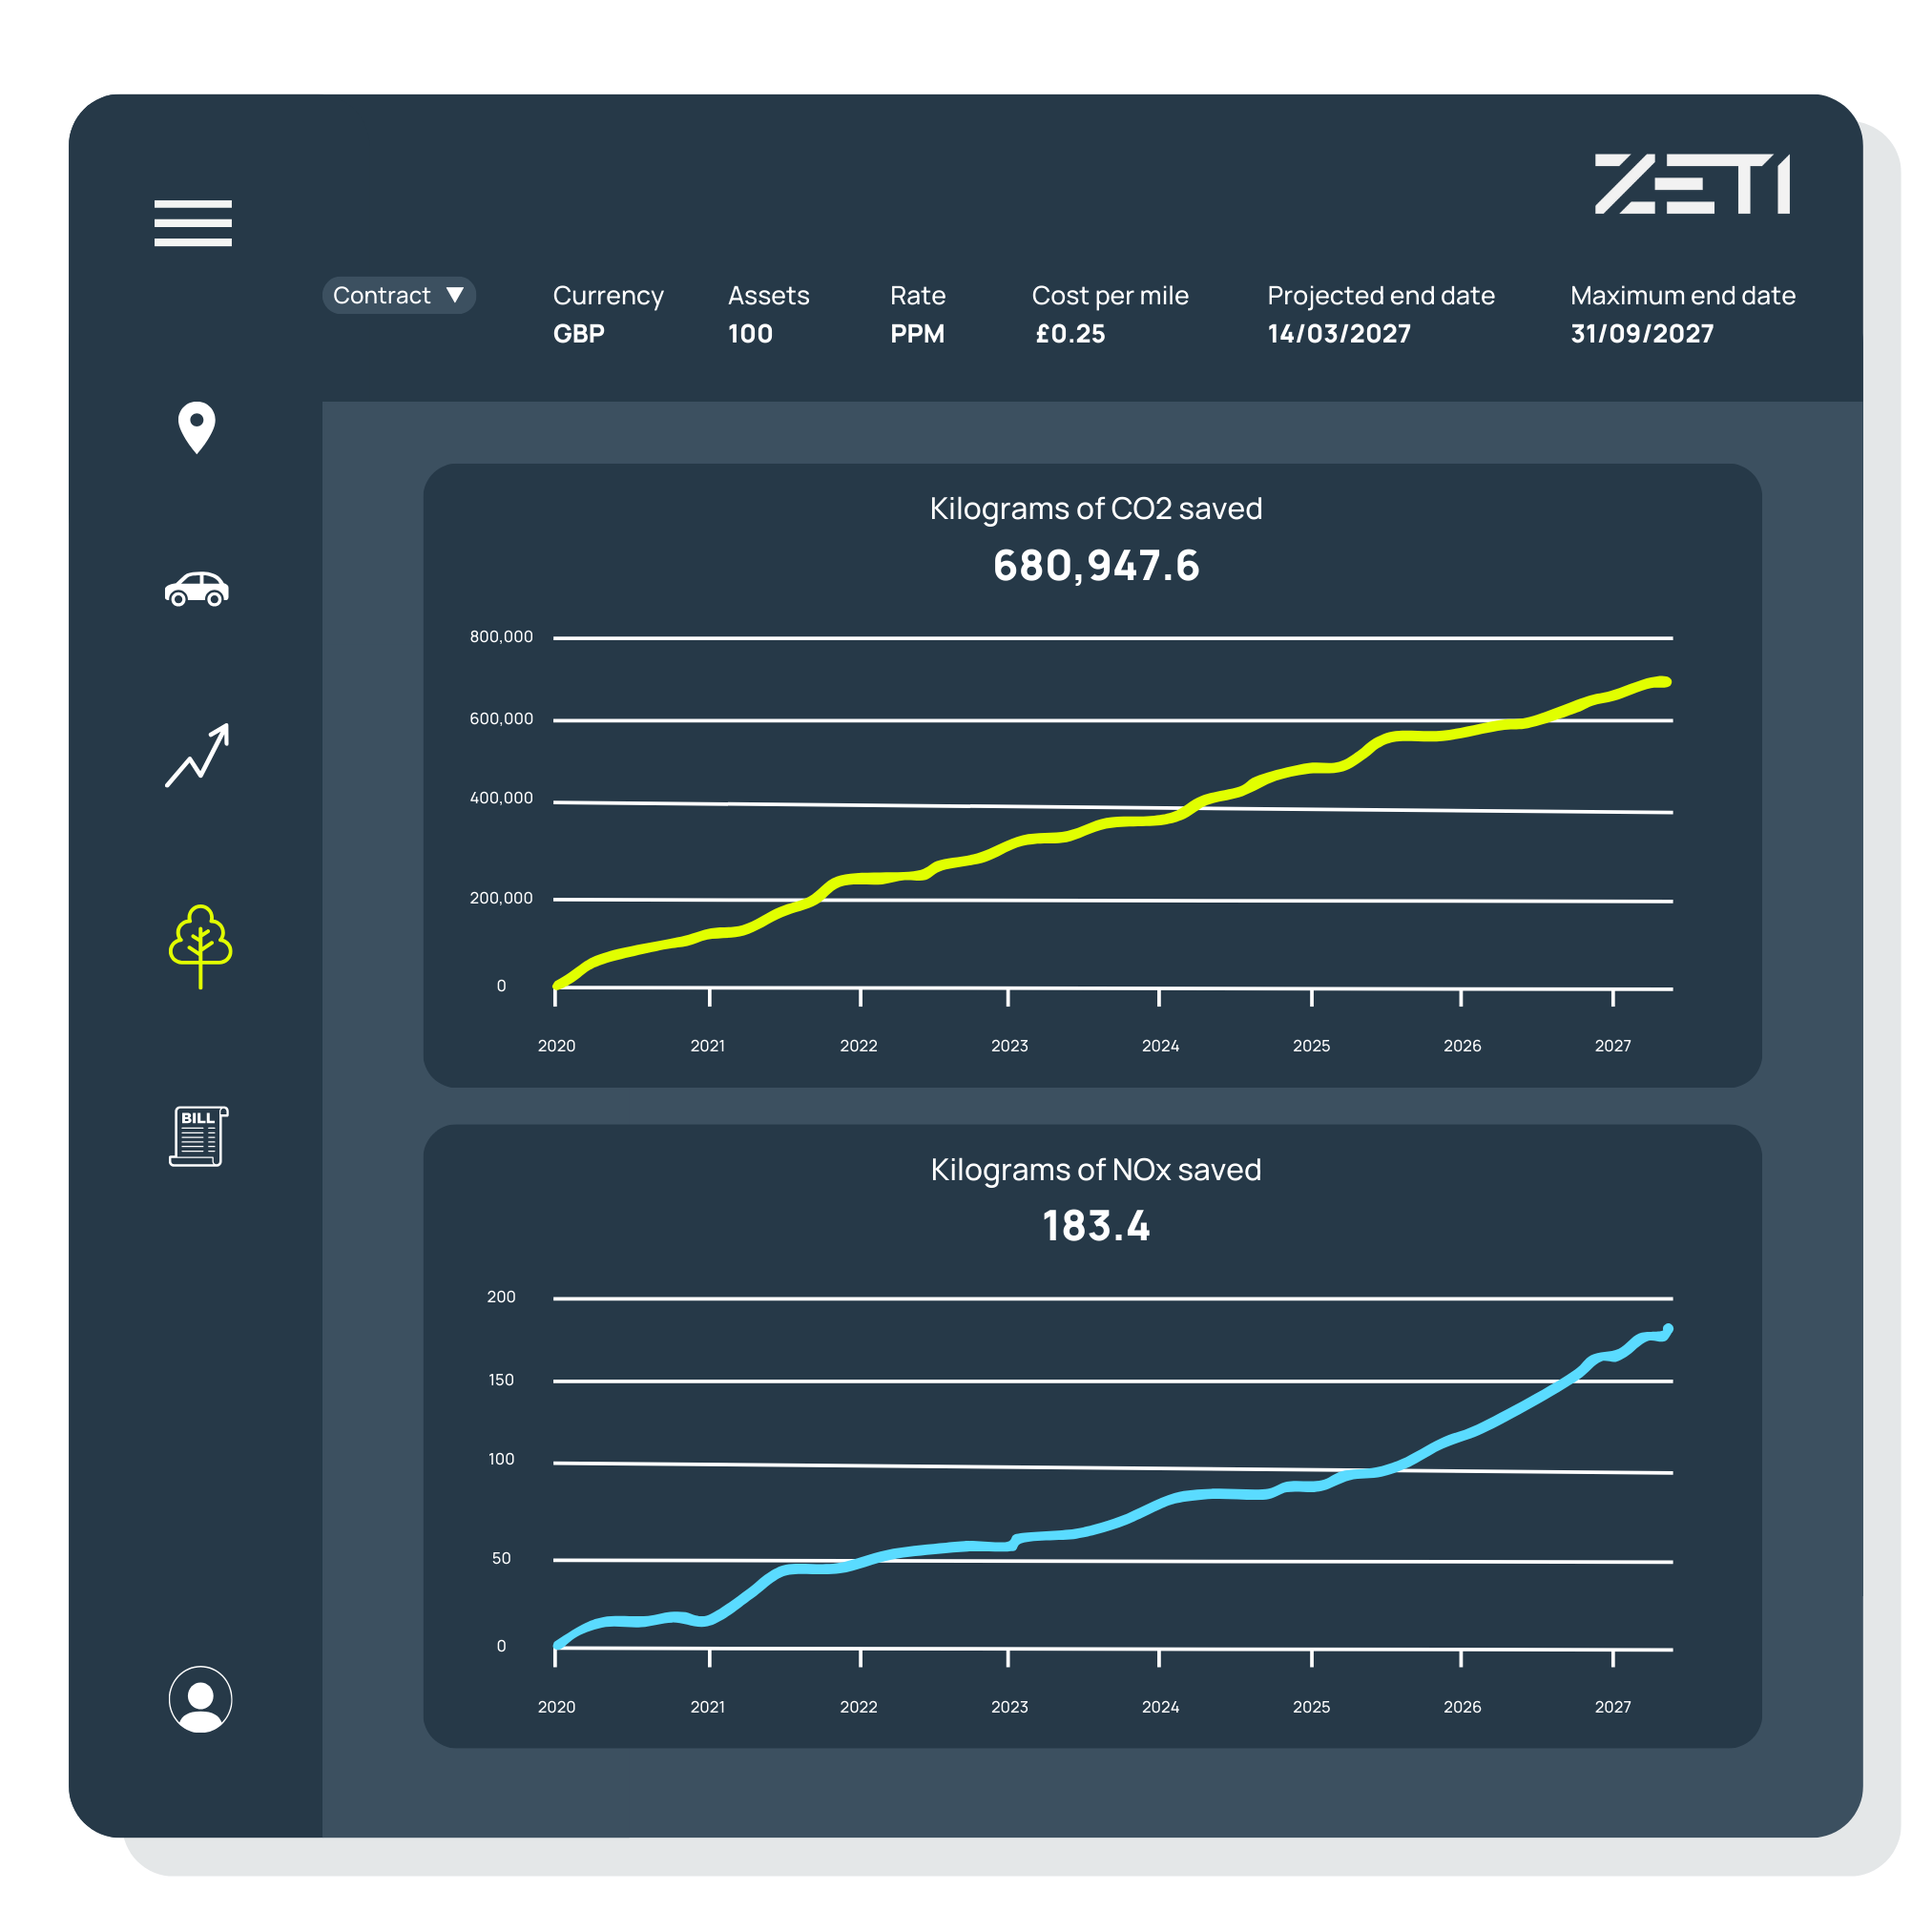 ZETI
Contract
Currency Assets Rate Cost per mile Projected end date Maximum end date
GBP 100 PPM £0.25 14/03/2027 31/09/2027
Kilograms of CO2 saved
680,947.6
800,000
600,000
400,000
200,000
0
2020 2021 2022 2023 2024 2025 2026 2027
BILL
Kilograms of NOx saved
183.4
200
150
100
50
0
2020 2021 2022 2023 2024 2025 2026 2027